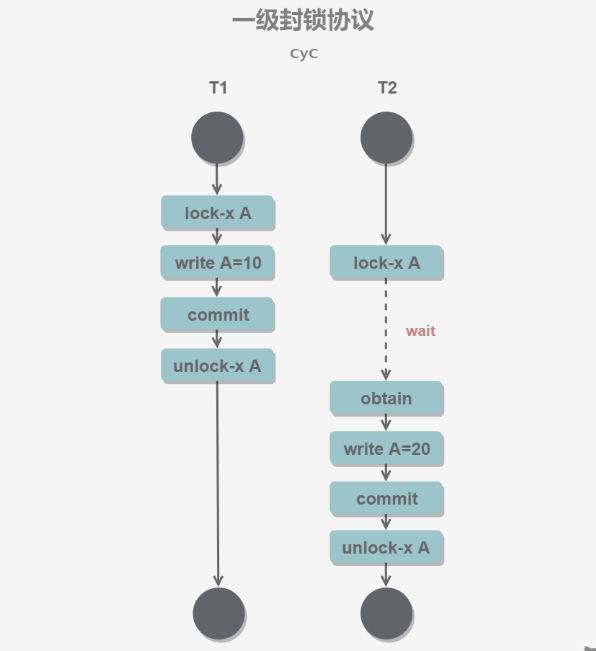 一级封锁协议
CyC
T1
T2
lock-x A
write A=10
lock-x A
commit
wait
unlock-x A
obtain
write A=20
commit
unlock-x A